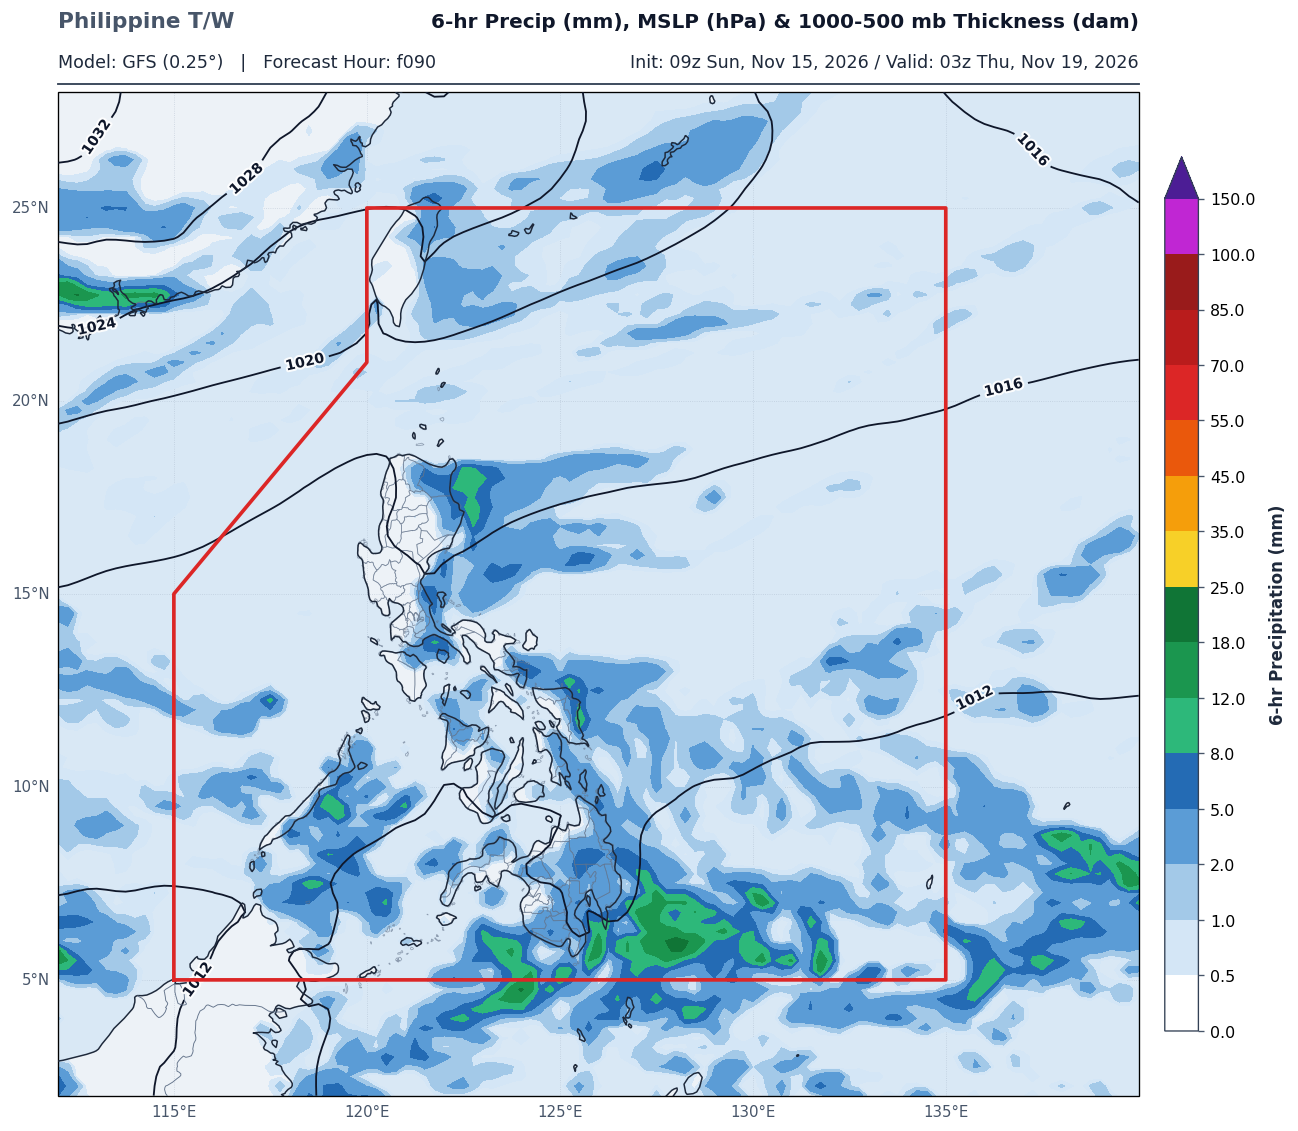 Philippine T/W
6-hr Precip (mm), MSLP (hPa) & 1000-500 mb Thickness (dam)
Model: GFS (0.25°) | Forecast Hour: f090
Init: 09z Sun, Nov 15, 2026 / Valid: 03z Thu, Nov 19, 2026
1032
1028
1016
1024
1020
1016
1012
1012
25°N
20°N
15°N
10°N
5°N
115°E
120°E
125°E
130°E
135°E
150.0
100.0
85.0
70.0
55.0
45.0
35.0
25.0
18.0
12.0
8.0
5.0
2.0
1.0
0.5
0.0
6-hr Precipitation (mm)